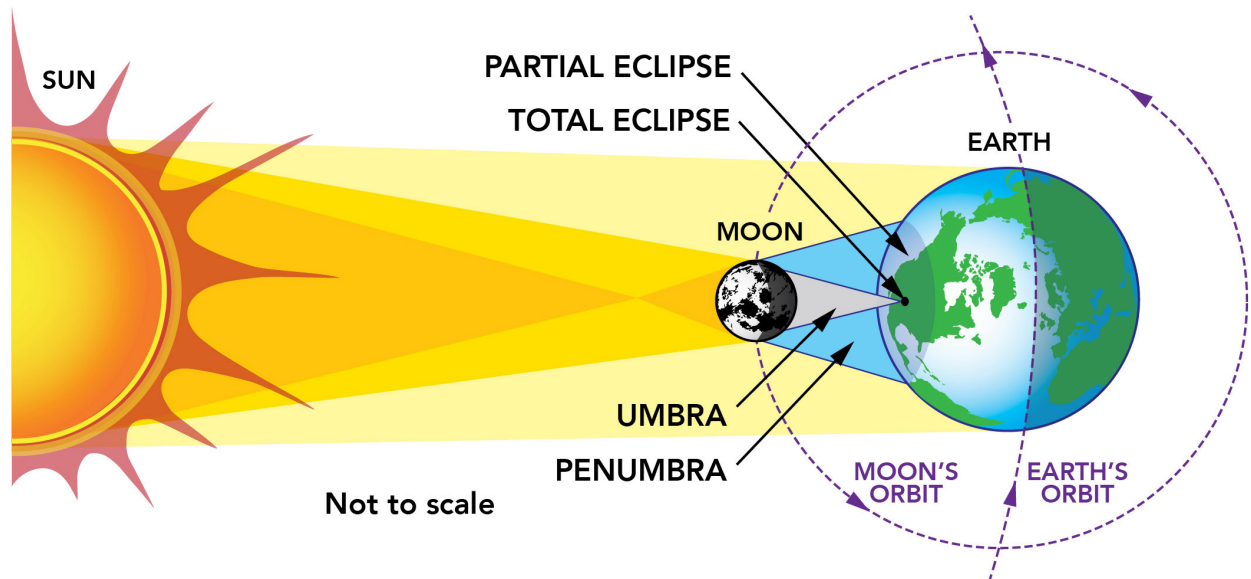 SUN
PARTIAL ECLIPSE
TOTAL ECLIPSE
EARTH
MOON
UMBRA
PENUMBRA
MOON'S
ORBIT
EARTH'S
ORBIT
Not to scale